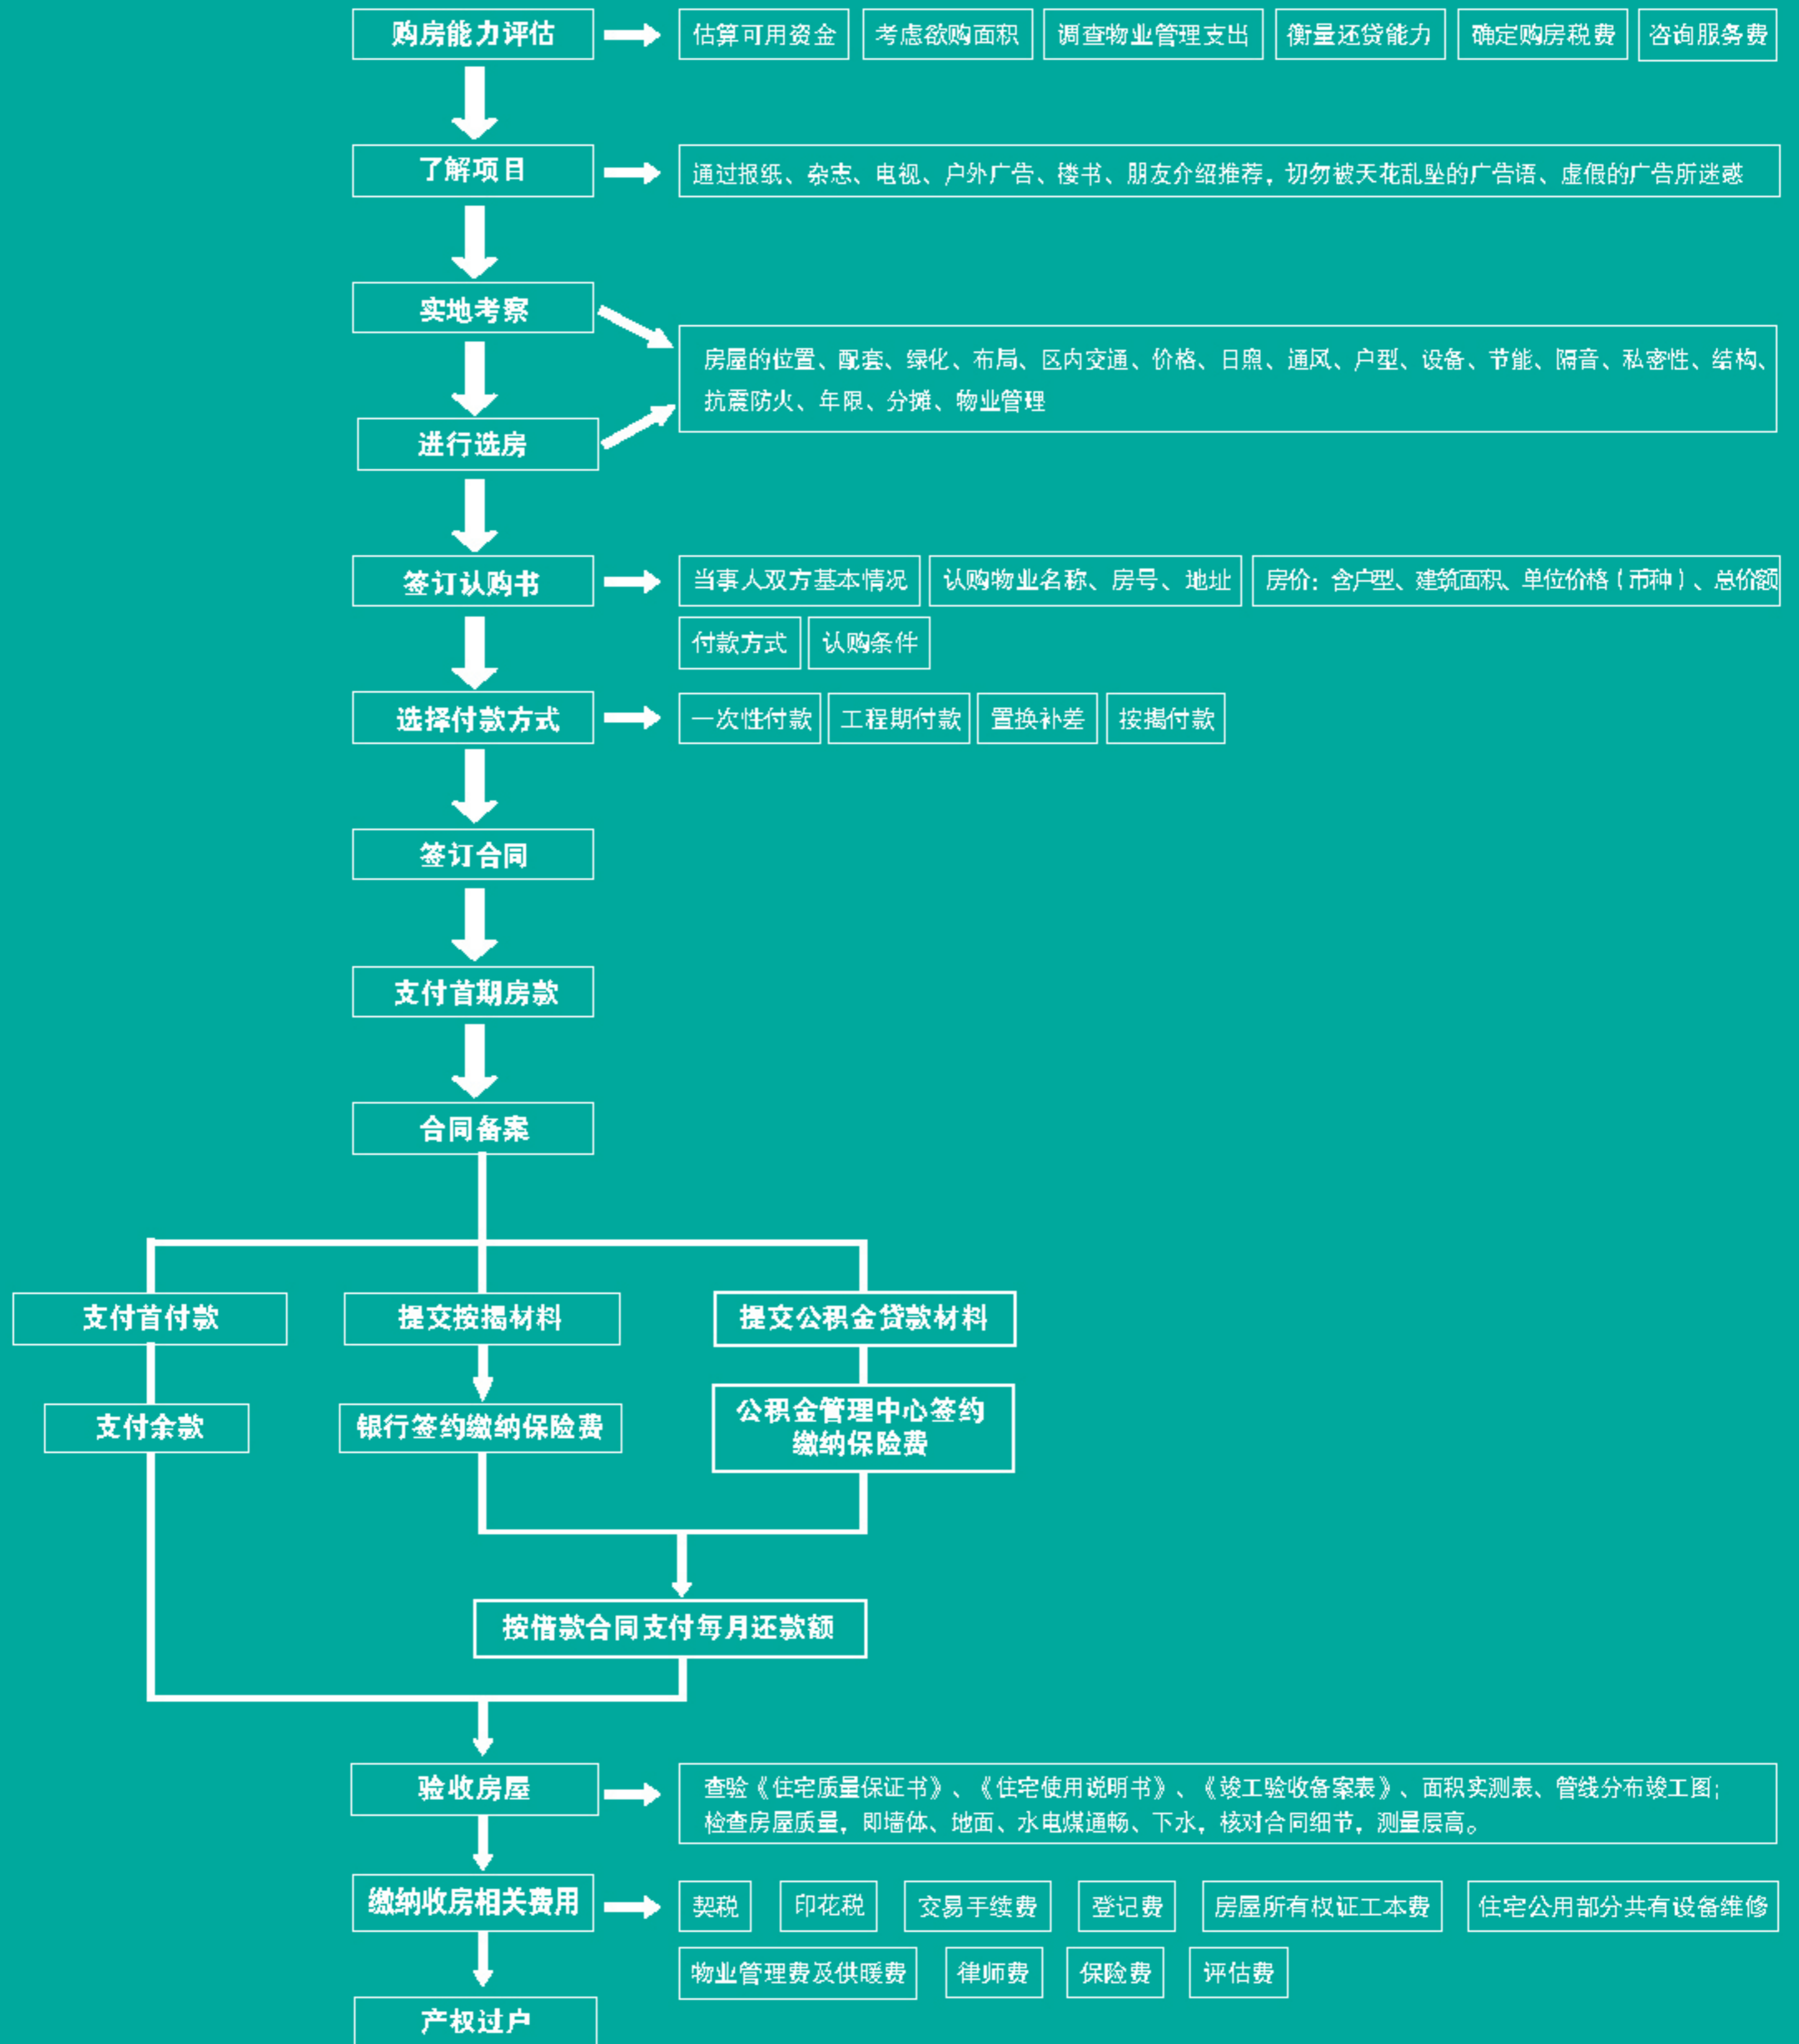 购房能力评估
估算可用资金
考虑欲购面积
调查物业管理支出
衡量还贷能力
确定购房税费
咨询服务费
了解项目
通过报纸、杂志、电视、户外广告、楼书、朋友介绍推荐，切勿被天花乱坠的广告语、虚假的广告所迷惑
实地考察
房屋的位置、配套、绿化、布局、区内交通、价格、日照、通风、户型、设备、节能、隔音、私密性、结构、
抗震防火、年限、分摊、物业管理
进行选房
签订认购书
当事人双方基本情况
认购物业名称、房号、地址
房价：含户型、建筑面积、单位价格（币种）、总价额
付款方式
认购条件
选择付款方式
一次性付款
工程期付款
置换补差
按揭付款
签订合同
支付首期房款
合同备案
支付首付款
提交按揭材料
提交公积金贷款材料
支付余款
银行签约缴纳保险费
公积金管理中心签约
缴纳保险费
按借款合同支付每月还款额
验收房屋
查验《住宅质量保证书》、《住宅使用说明书》、《竣工验收备案表》、面积实测表、管线分布竣工图；
检查房屋质量，即墙体、地面、水电煤通畅、下水，核对合同细节，测量层高。
缴纳收房相关费用
契税
印花税
交易手续费
登记费
房屋所有权证工本费
住宅公用部分共有设备维修
物业管理费及供暖费
律师费
保险费
评估费
产权过户